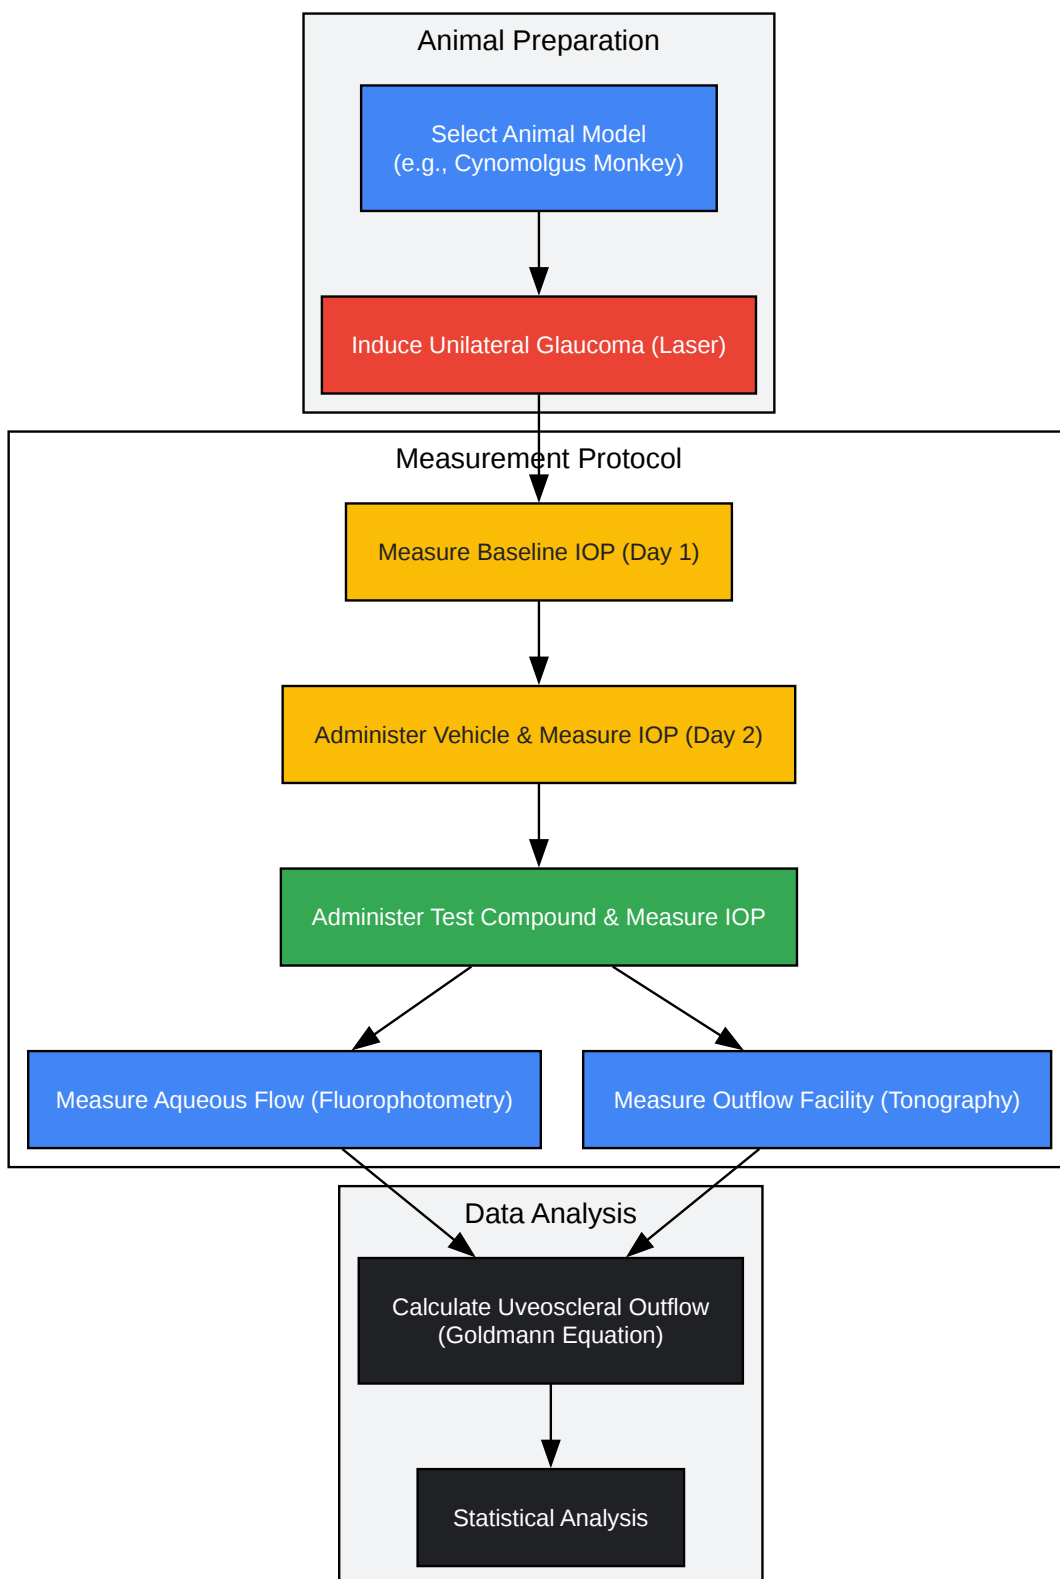 Animal Preparation
Select Animal Model
(e.g., Cynomolgus Monkey)
Induce Unilateral Glaucoma (Laser)
Measurement Protocol
Measure Baseline IOP (Day 1)
Administer Vehicle & Measure IOP (Day 2)
Administer Test Compound & Measure IOP
Measure Aqueous Flow (Fluorophotometry)
Measure Outflow Facility (Tonography)
Data Analysis
Calculate Uveoscleral Outflow
(Goldmann Equation)
Statistical Analysis